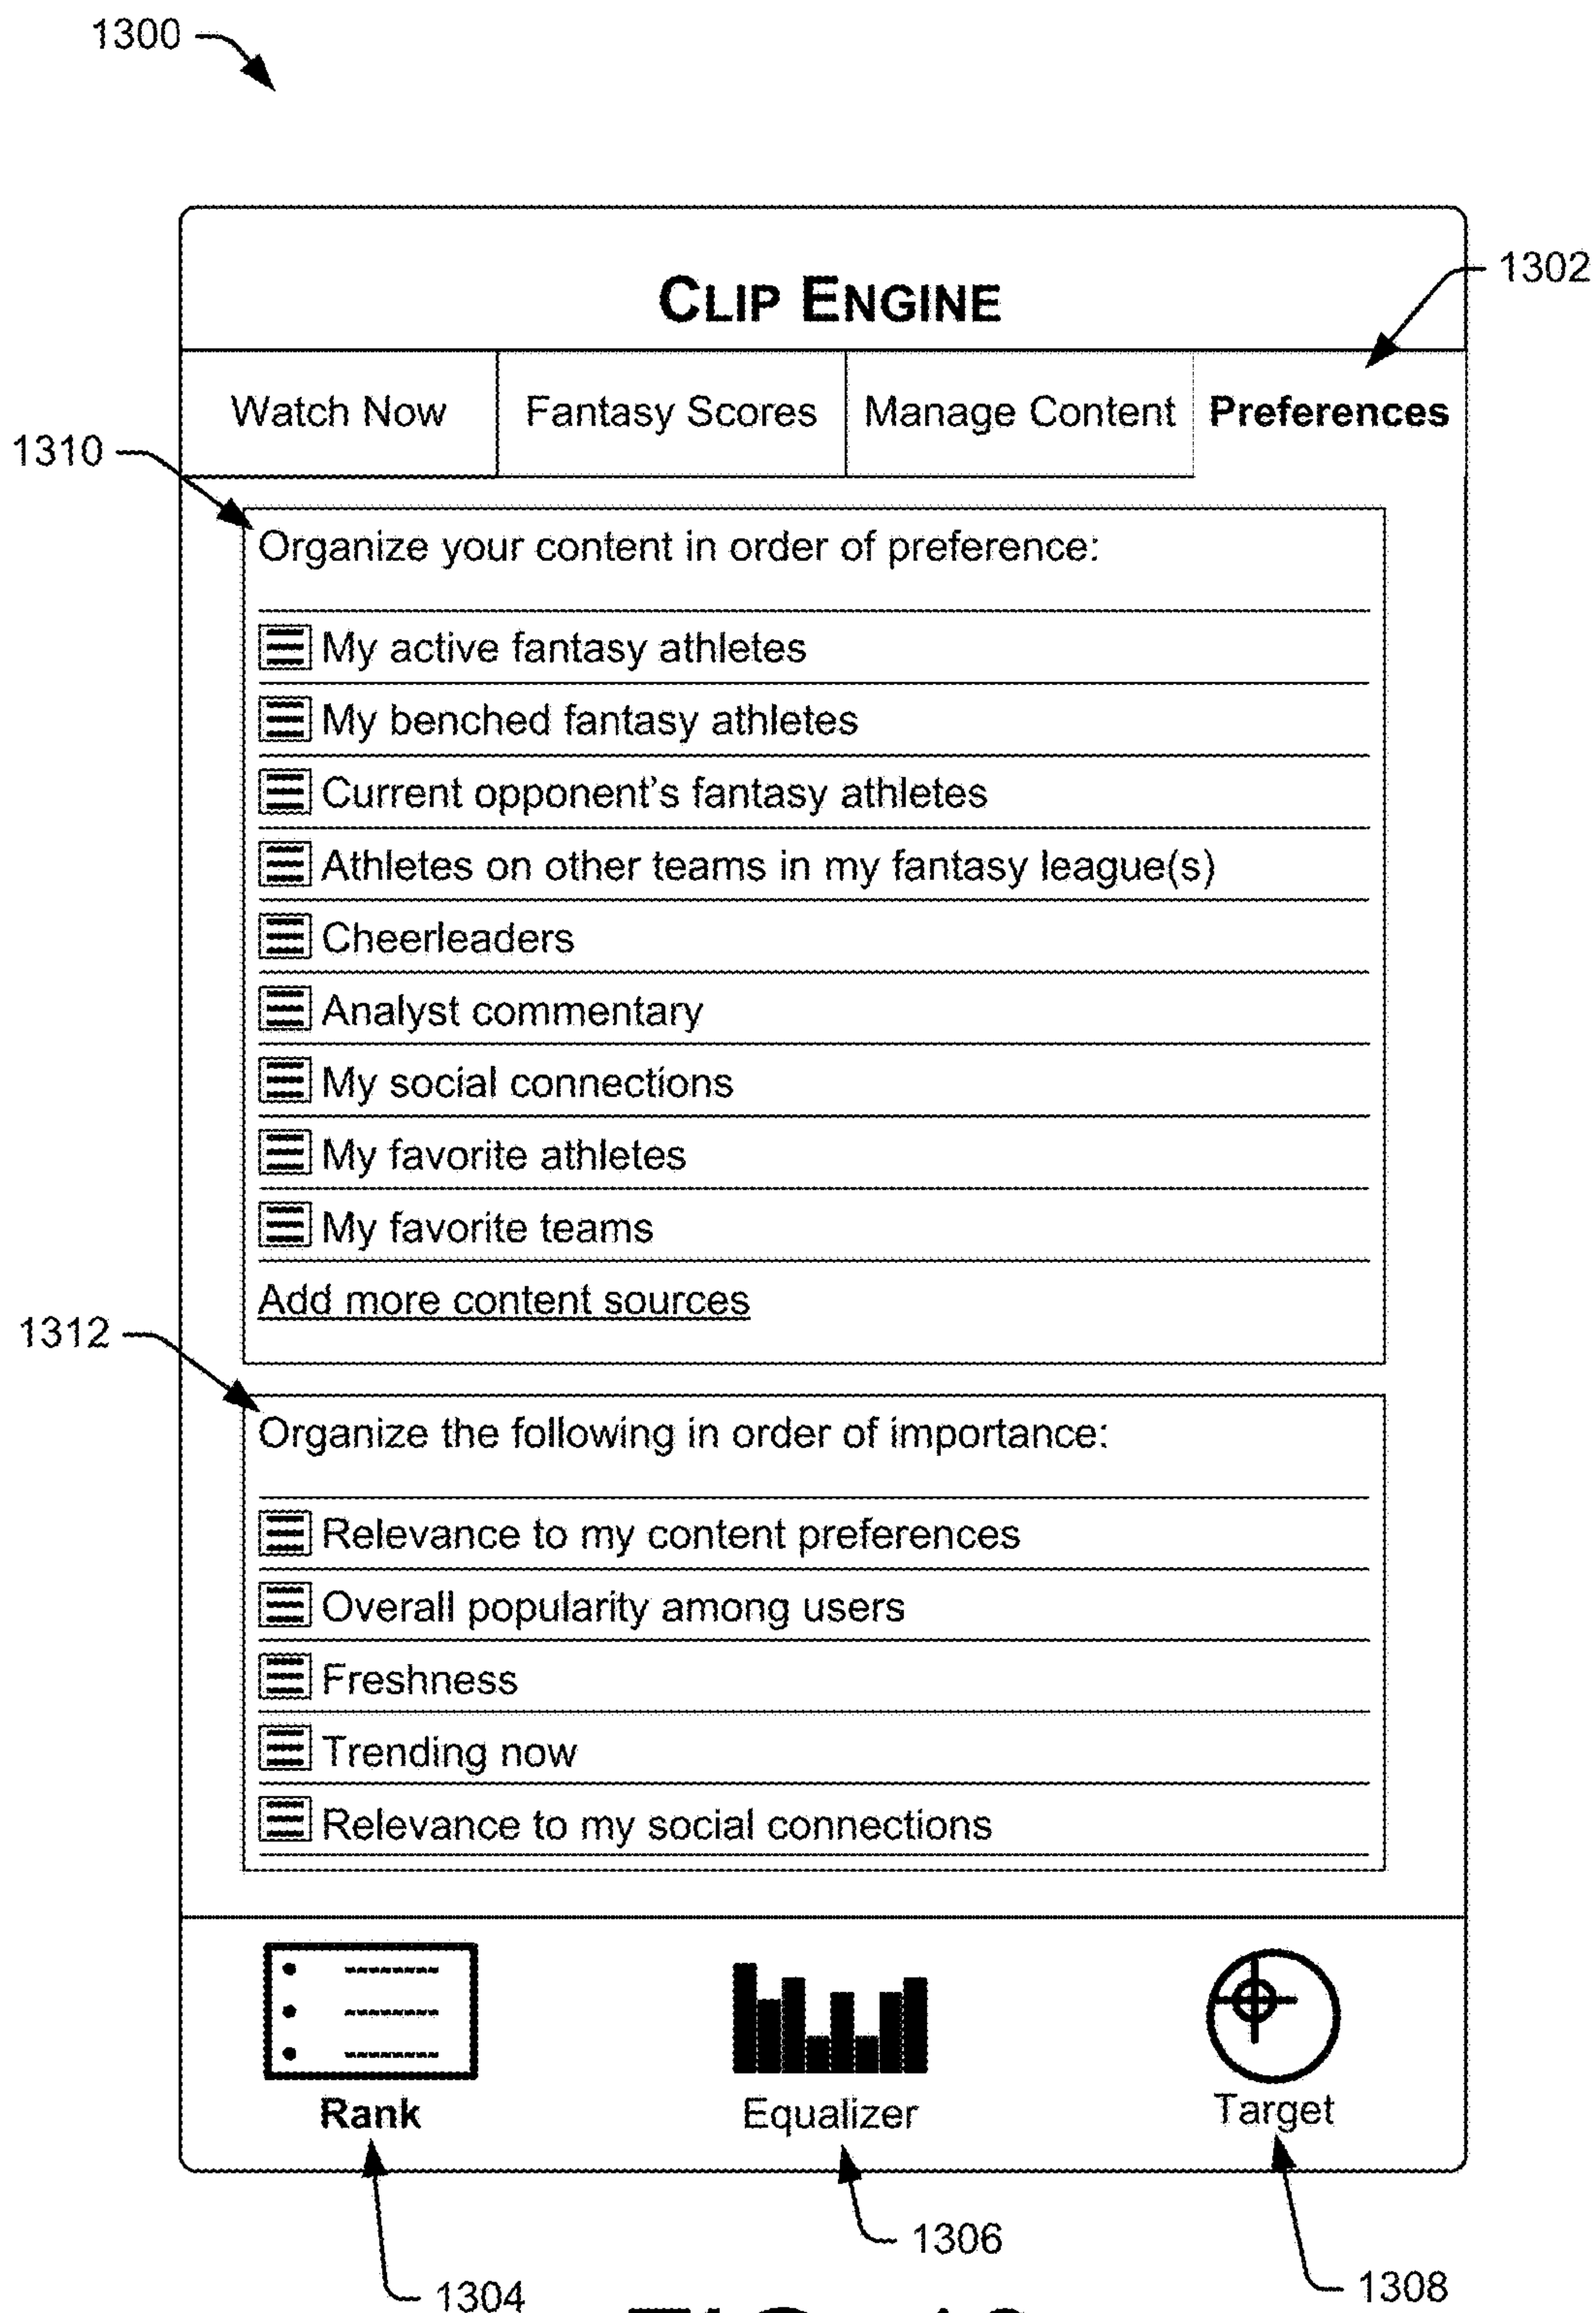 1300
CLIP ENGINE
1302
Watch Now Fantasy Scores Manage Content Preferences
1310
Organize your content in order of preference:
My active fantasy athletes
My benched fantasy athletes
Current opponent's fantasy athletes
Athletes on other teams in my fantasy league(s)
Cheerleaders
Analyst commentary
My social connections
My favorite athletes
My favorite teams
Add more content sources
1312
Organize the following in order of importance:
Relevance to my content preferences
Overall popularity among users
Freshness
Trending now
Relevance to my social connections
Rank Equalizer Target
1306
1304
1308